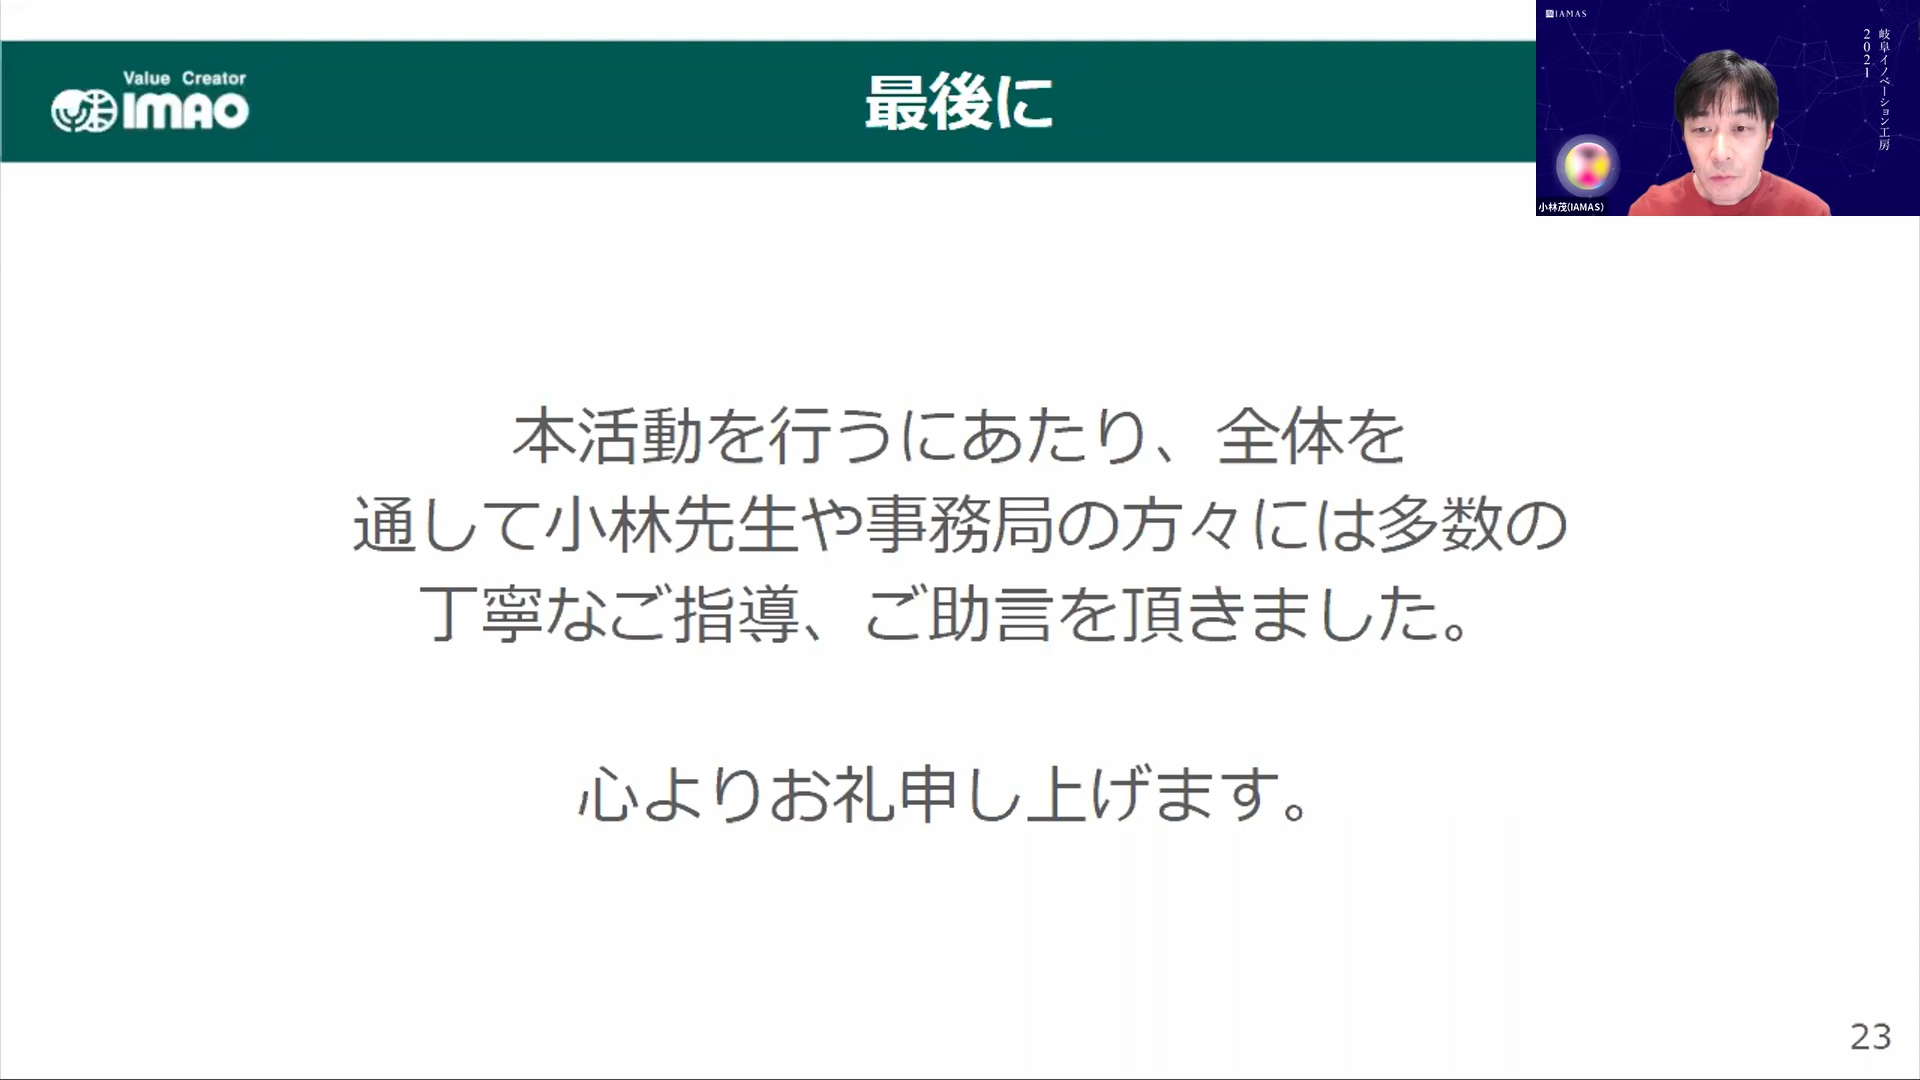 Value Creator
IMAO
最後に
IAMAS
岐阜イノベーション工房
2021
小林茂(IAMAS)
本活動を行うにあたり、全体を
通して小林先生や事務局の方々には多数の
丁寧なご指導、ご助言を頂きました。
心よりお礼申し上げます。
23